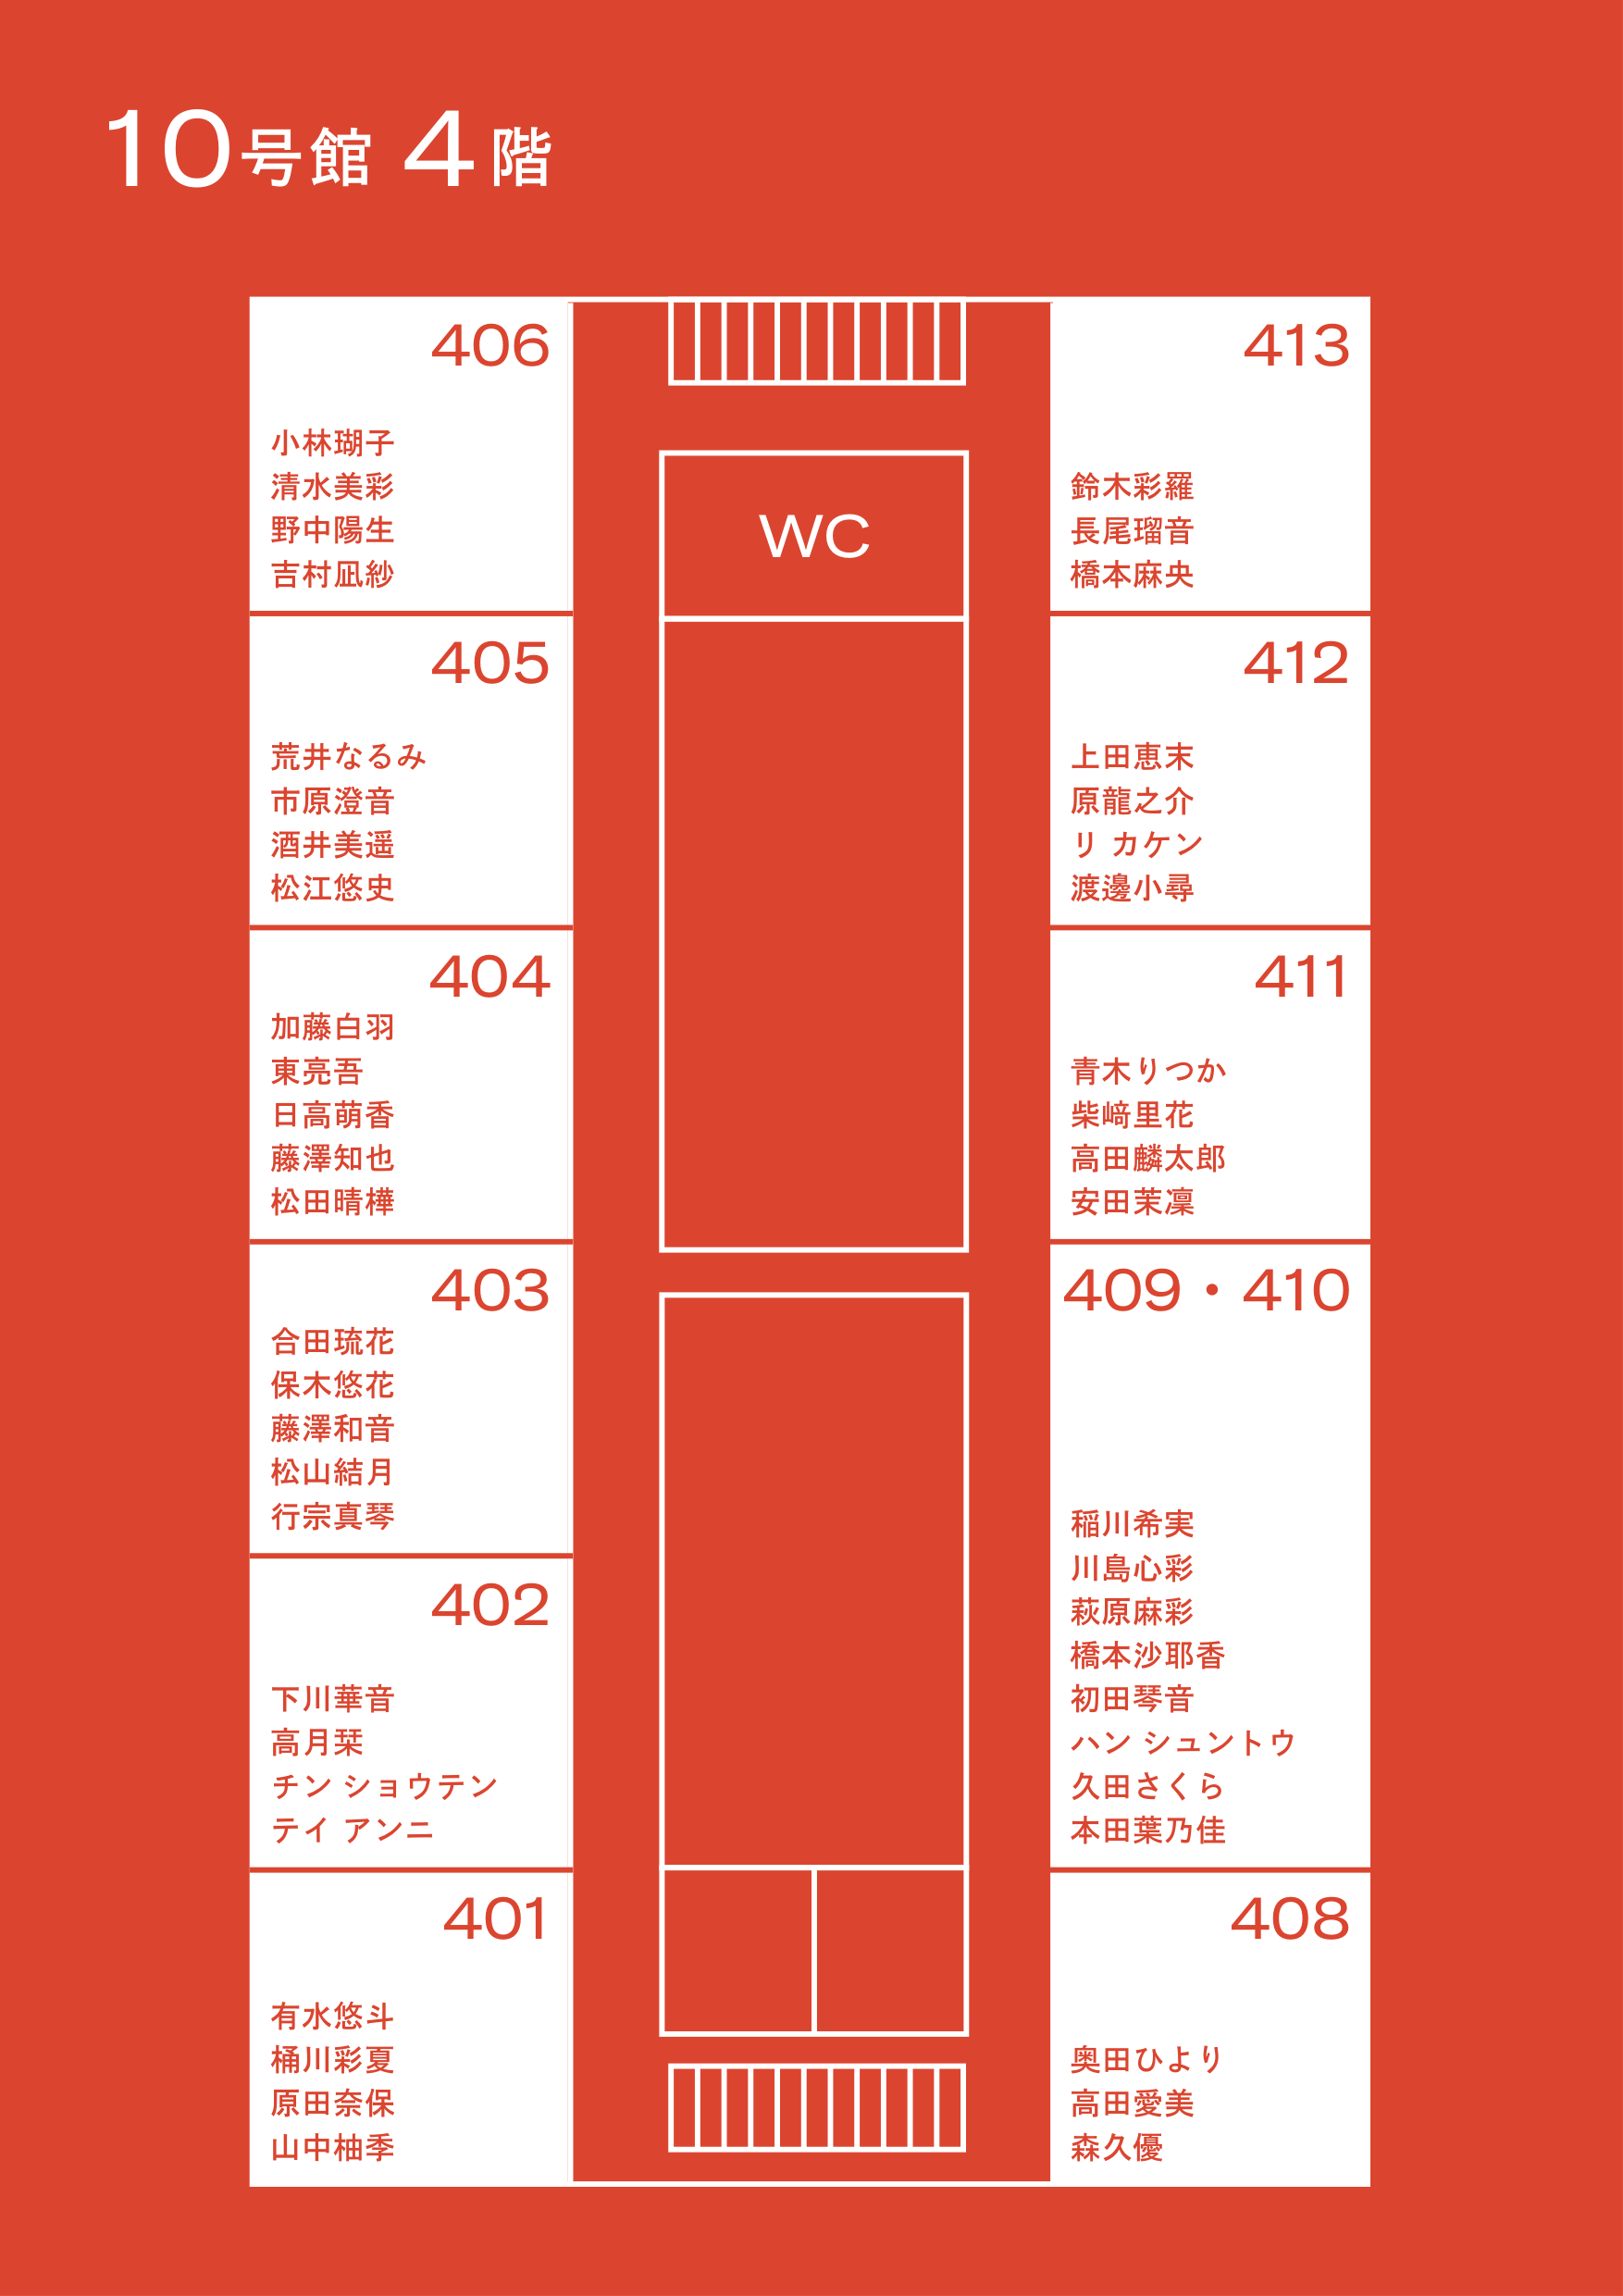 10号館 4階
406
小林瑚子
清水美彩
野中陽生
吉村凪紗
405
荒井なるみ
市原澄音
酒井美遥
松江悠史
404
加藤白羽
東亮吾
日高萌香
藤澤知也
松田晴樺
403
合田琉花
保木悠花
藤澤和音
松山結月
行宗真琴
402
下川華音
高月栞
チン ショウテン
テイ アンニ
401
有水悠斗
桶川彩夏
原田奈保
山中柚季
WC
413
鈴木彩羅
長尾瑠音
橋本麻央
412
上田恵末
原龍之介
リ カケン
渡邊小尋
411
青木りつか
柴﨑里花
高田麟太郎
安田茉凜
409・410
稲川希実
川島心彩
萩原麻彩
橋本沙耶香
初田琴音
ハン シュントウ
久田さくら
本田葉乃佳
408
奥田ひより
高田愛美
森久優